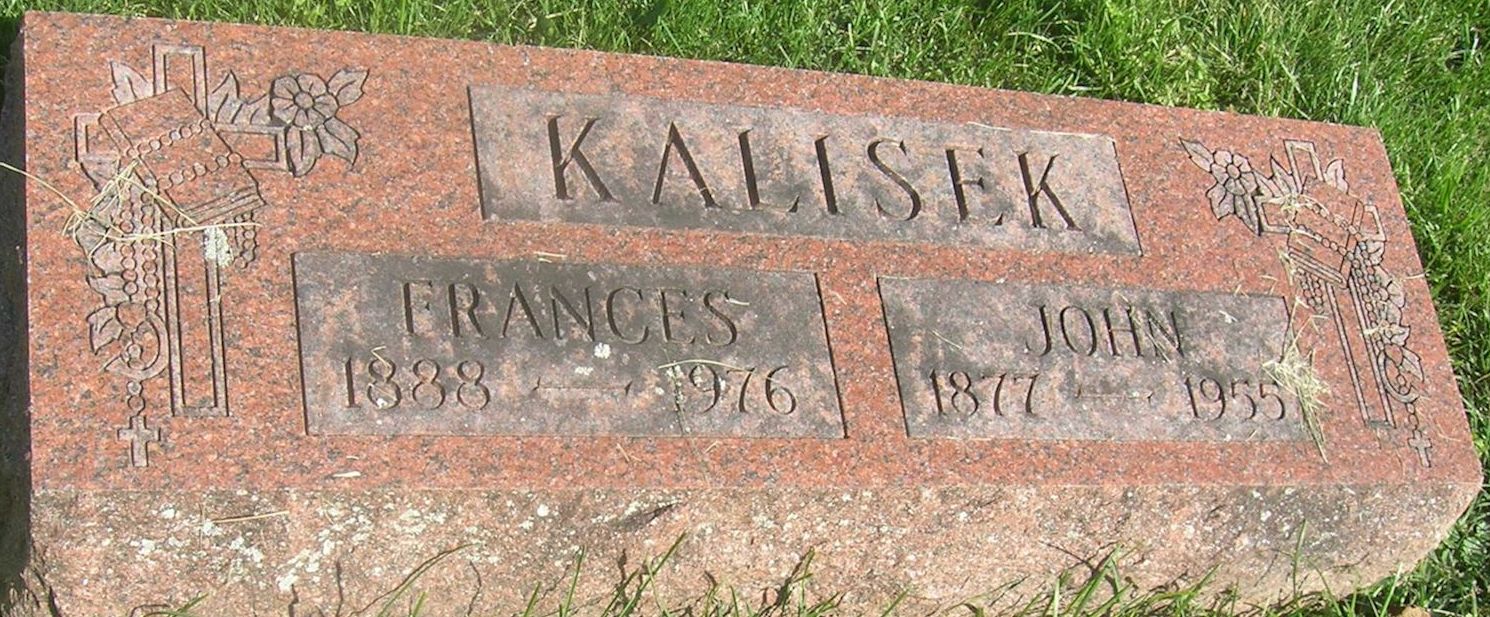 KALISEK
FRANCES
1888 — 1976
JOHN
1877 — 1955